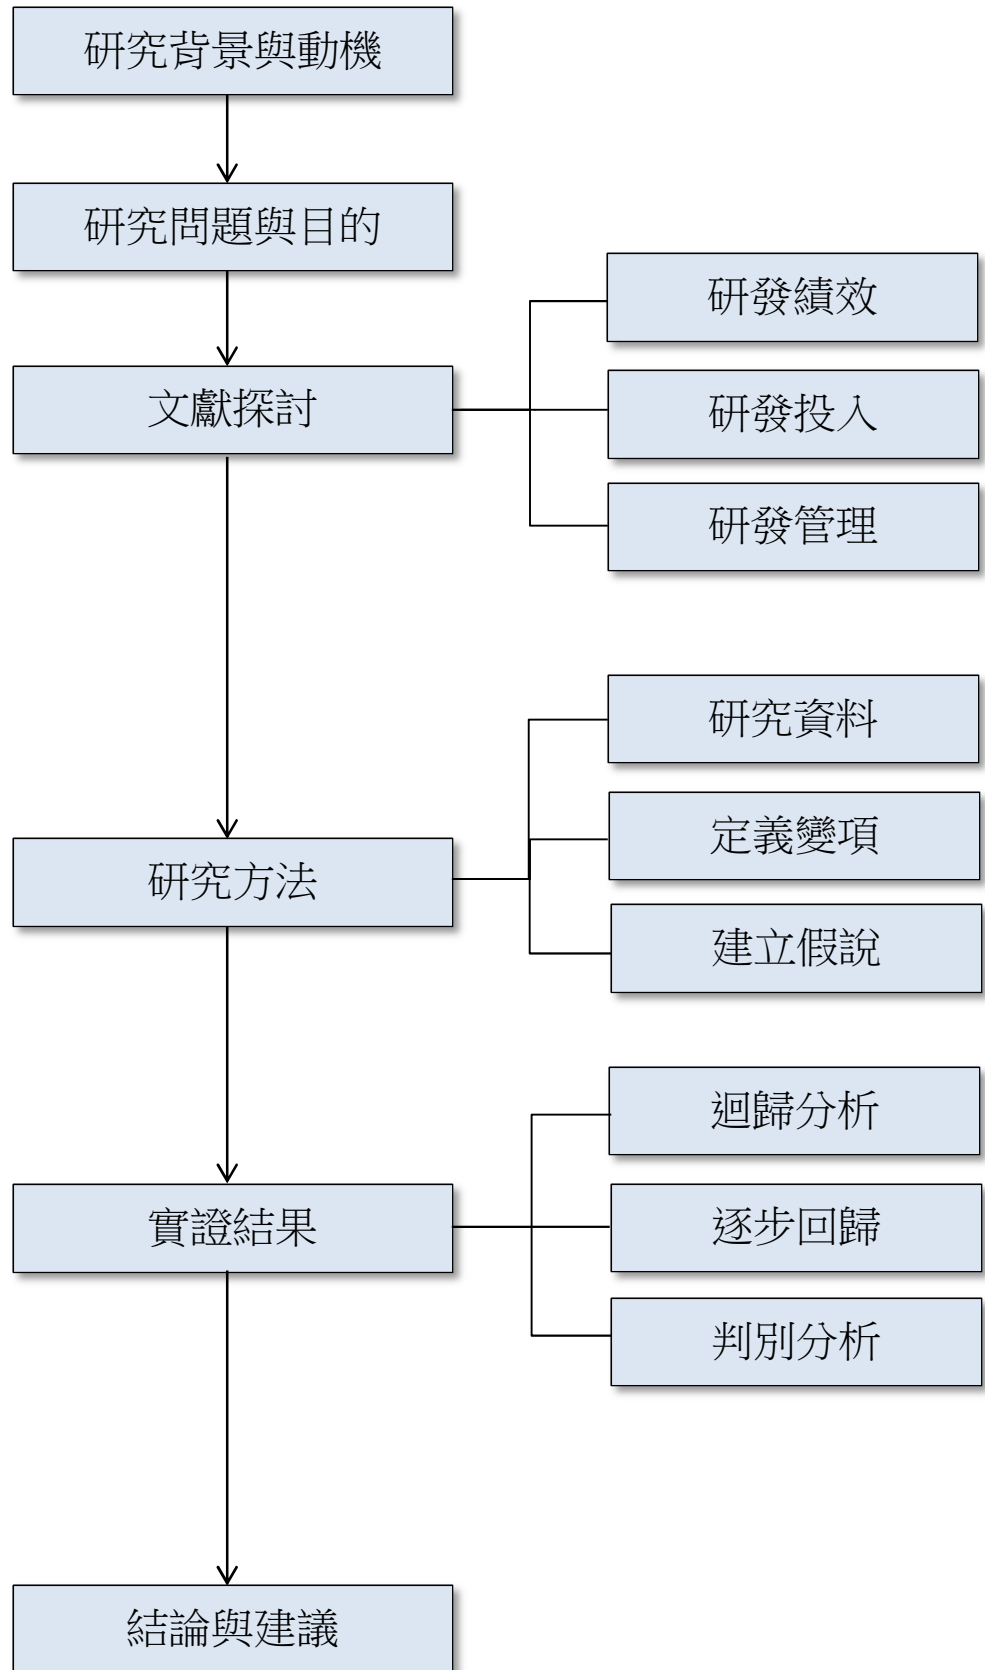 研究背景與動機
研究問題與目的
文獻探討
研發績效
研發投入
研發管理
研究方法
研究資料
定義變項
建立假說
實證結果
迴歸分析
逐步回歸
判別分析
結論與建議